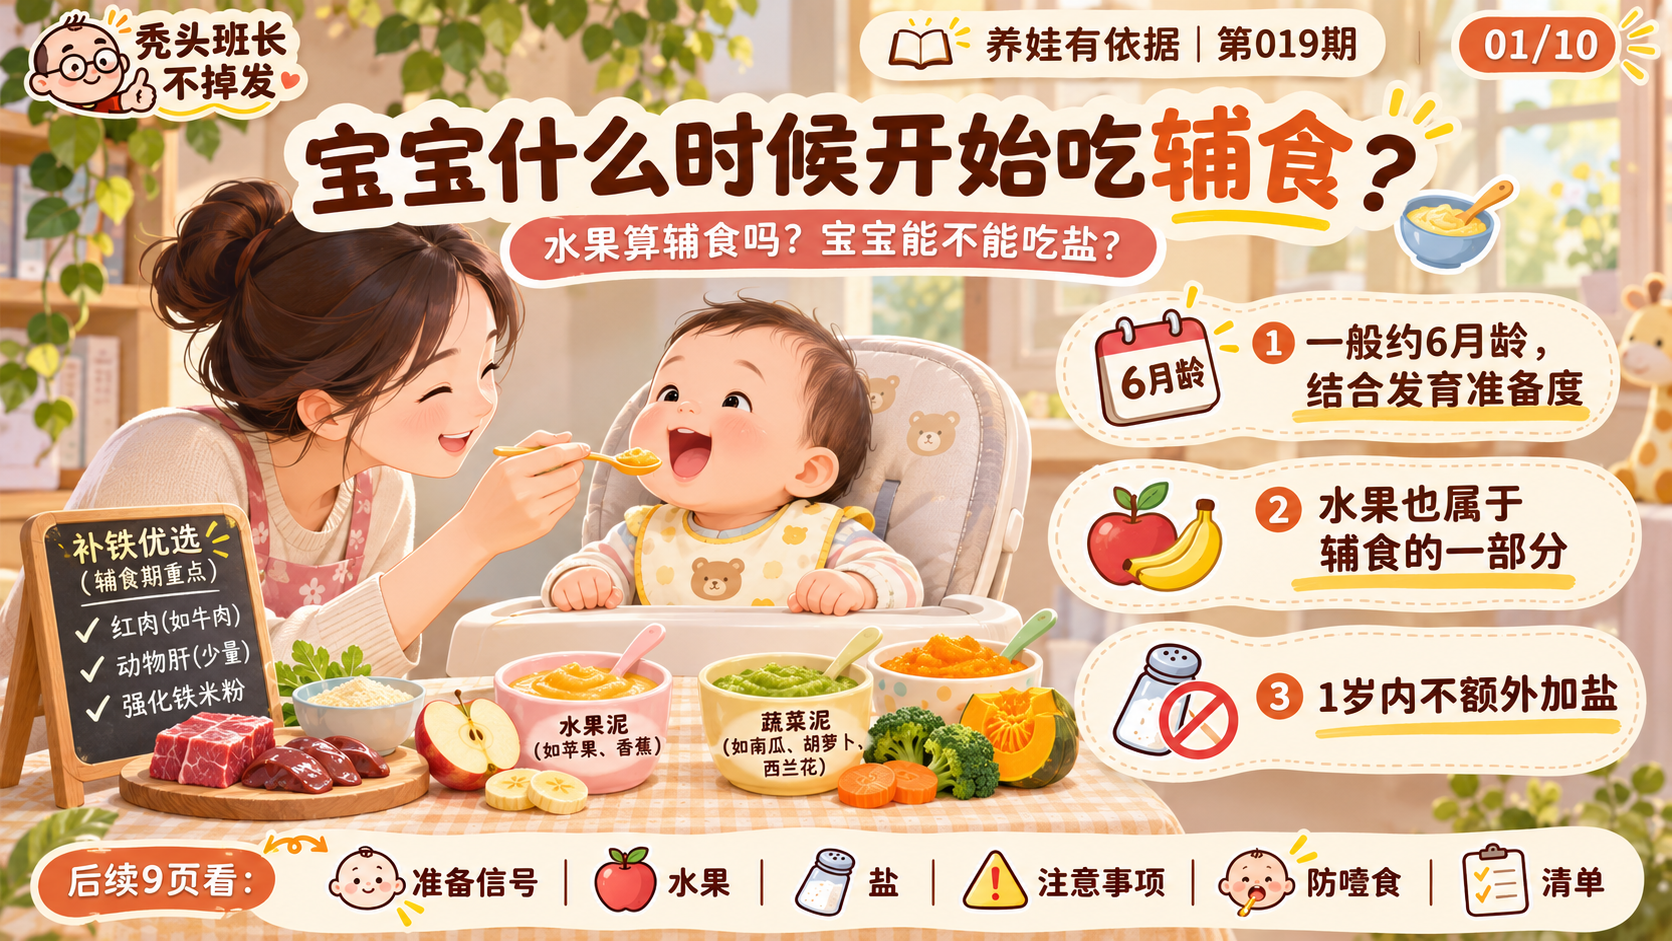 秃头班长
不掉发
养娃有依据｜第019期
01/10
宝宝什么时候开始吃辅食？
水果算辅食吗？宝宝能不能吃盐？
6月龄
1 一般约6月龄，
结合发育准备度
2 水果也属于
辅食的一部分
3 1岁内不额外加盐
补铁优选
（辅食期重点）
✓ 红肉(如牛肉)
✓ 动物肝(少量)
✓ 强化铁米粉
水果泥
(如苹果、香蕉)
蔬菜泥
(如南瓜、胡萝卜、
西兰花)
后续9页看：
准备信号｜水果｜盐｜注意事项｜防噎食｜清单